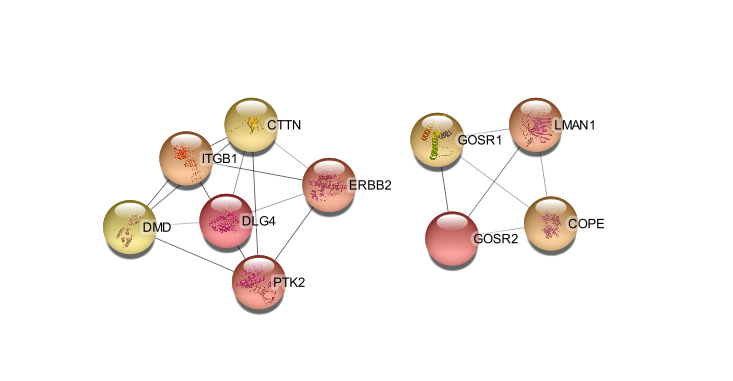 CTTN
ITGB1
ERBB2
DLG4
DMD
PTK2
LMAN1
GOSR1
COPE
GOSR2